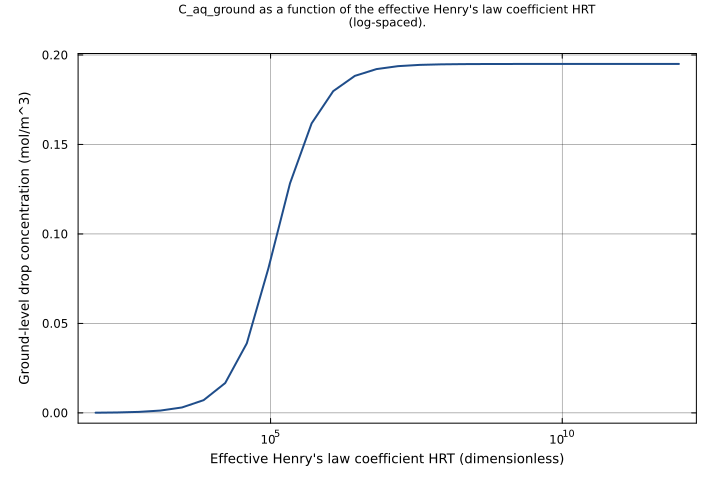 C_aq_ground as a function of the effective Henry's law coefficient HRT
(log-spaced).
Ground-level drop concentration (mol/m^3)
0.20
0.15
0.10
0.05
0.00
10^5
10^10
Effective Henry's law coefficient HRT (dimensionless)